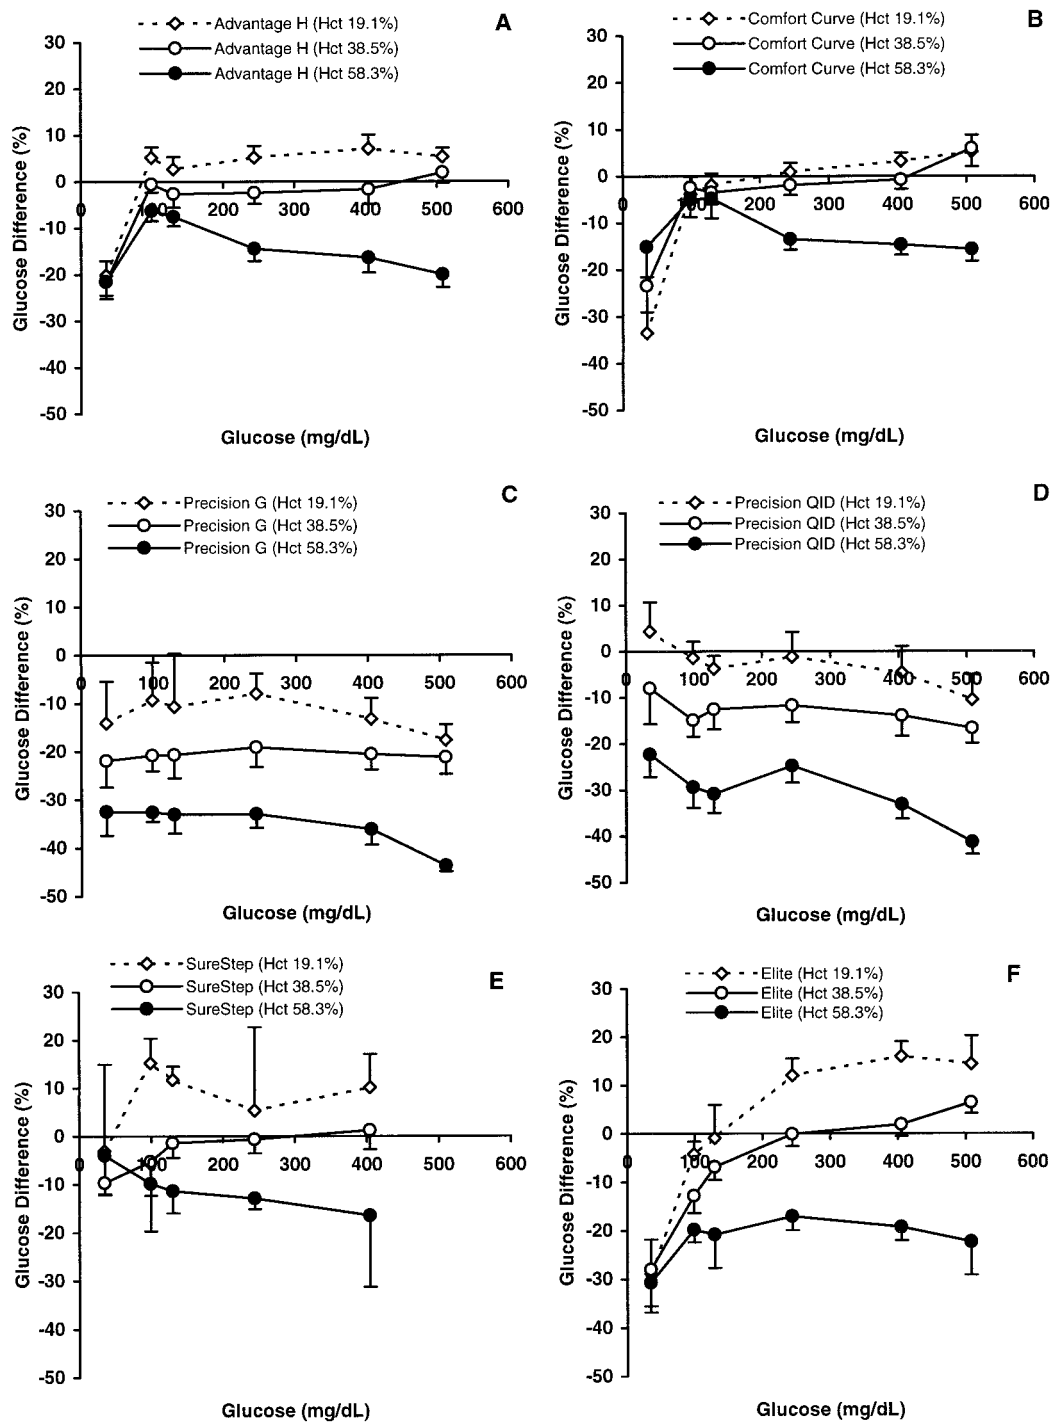 A
Advantage H (Hct 19.1%)
Advantage H (Hct 38.5%)
Advantage H (Hct 58.3%)
30
20
10
0
-10
-20
-30
-40
-50
0 100 200 300 400 500 600
Glucose Difference (%)
Glucose (mg/dL)
B
Comfort Curve (Hct 19.1%)
Comfort Curve (Hct 38.5%)
Comfort Curve (Hct 58.3%)
30
20
10
0
-10
-20
-30
-40
-50
0 100 200 300 400 500 600
Glucose Difference (%)
Glucose (mg/dL)
C
Precision G (Hct 19.1%)
Precision G (Hct 38.5%)
Precision G (Hct 58.3%)
30
20
10
0
-10
-20
-30
-40
-50
0 100 200 300 400 500 600
Glucose Difference (%)
Glucose (mg/dL)
D
Precision QID (Hct 19.1%)
Precision QID (Hct 38.5%)
Precision QID (Hct 58.3%)
30
20
10
0
-10
-20
-30
-40
-50
0 100 200 300 400 500 600
Glucose Difference (%)
Glucose (mg/dL)
E
SureStep (Hct 19.1%)
SureStep (Hct 38.5%)
SureStep (Hct 58.3%)
30
20
10
0
-10
-20
-30
-40
-50
0 100 200 300 400 500 600
Glucose Difference (%)
Glucose (mg/dL)
F
Elite (Hct 19.1%)
Elite (Hct 38.5%)
Elite (Hct 58.3%)
30
20
10
0
-10
-20
-30
-40
-50
0 100 200 300 400 500 600
Glucose Difference (%)
Glucose (mg/dL)